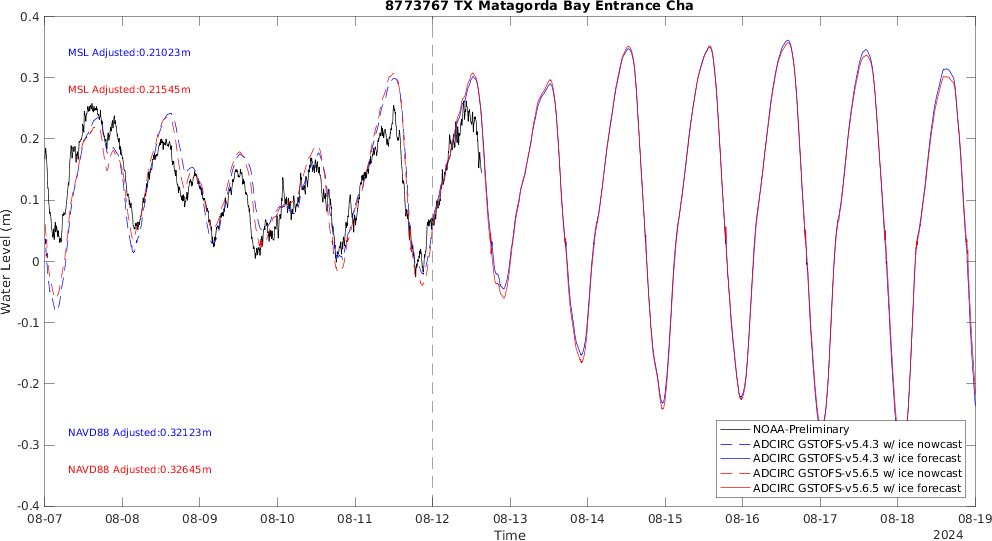 8773767 TX Matagorda Bay Entrance Cha
0.4
0.3
0.2
0.1
0
-0.1
-0.2
-0.3
-0.4
Water Level (m)
MSL Adjusted:0.21023m
MSL Adjusted:0.21545m
NAVD88 Adjusted:0.32123m
NAVD88 Adjusted:0.32645m
NOAA-Preliminary
ADCIRC GSTOFS-v5.4.3 w/ ice nowcast
ADCIRC GSTOFS-v5.4.3 w/ ice forecast
ADCIRC GSTOFS-v5.6.5 w/ ice nowcast
ADCIRC GSTOFS-v5.6.5 w/ ice forecast
08-07 08-08 08-09 08-10 08-11 08-12 08-13 08-14 08-15 08-16 08-17 08-18 08-19
Time
2024